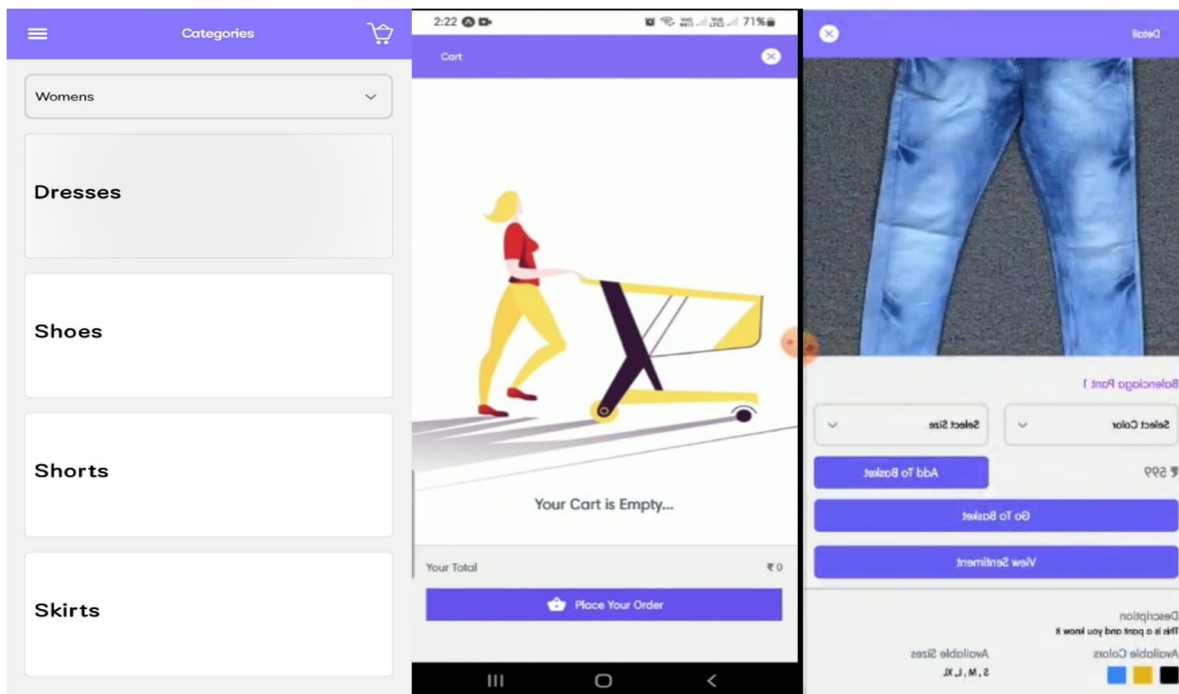 Categories
Womens
Dresses
Shoes
Shorts
Skirts
2:22 71%
Cart
Your Cart is Empty...
Your Total ₹ 0
Place Your Order
Detail
Balenciaga Pant 1
Select Color Select Size
₹ 599 Add To Basket
Go To Basket
View Sentiment
Description
This is a pant and you know it
Available Colors Available Sizes
S , M , L, XL